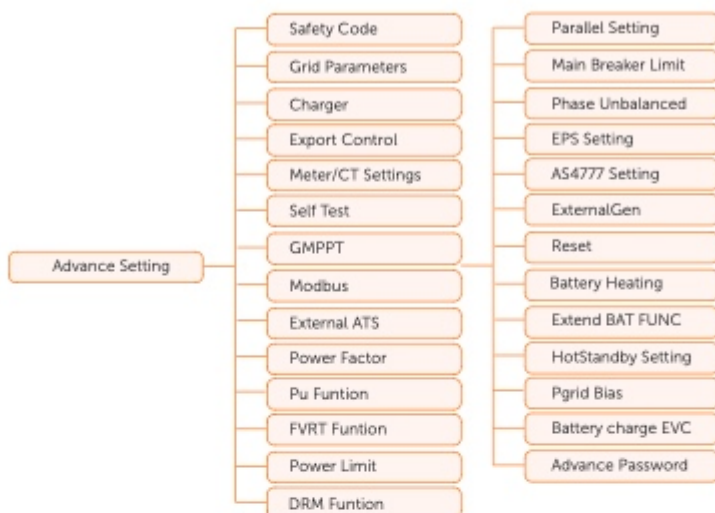 Advance Setting
Safety Code
Grid Parameters
Charger
Export Control
Meter/CT Settings
Self Test
GMPPT
Modbus
External ATS
Power Factor
Pu Funtion
FVRT Funtion
Power Limit
DRM Funtion
Parallel Setting
Main Breaker Limit
Phase Unbalanced
EPS Setting
AS4777 Setting
ExternalGen
Reset
Battery Heating
Extend BAT FUNC
HotStandby Setting
Pgrid Bias
Battery charge EVC
Advance Password